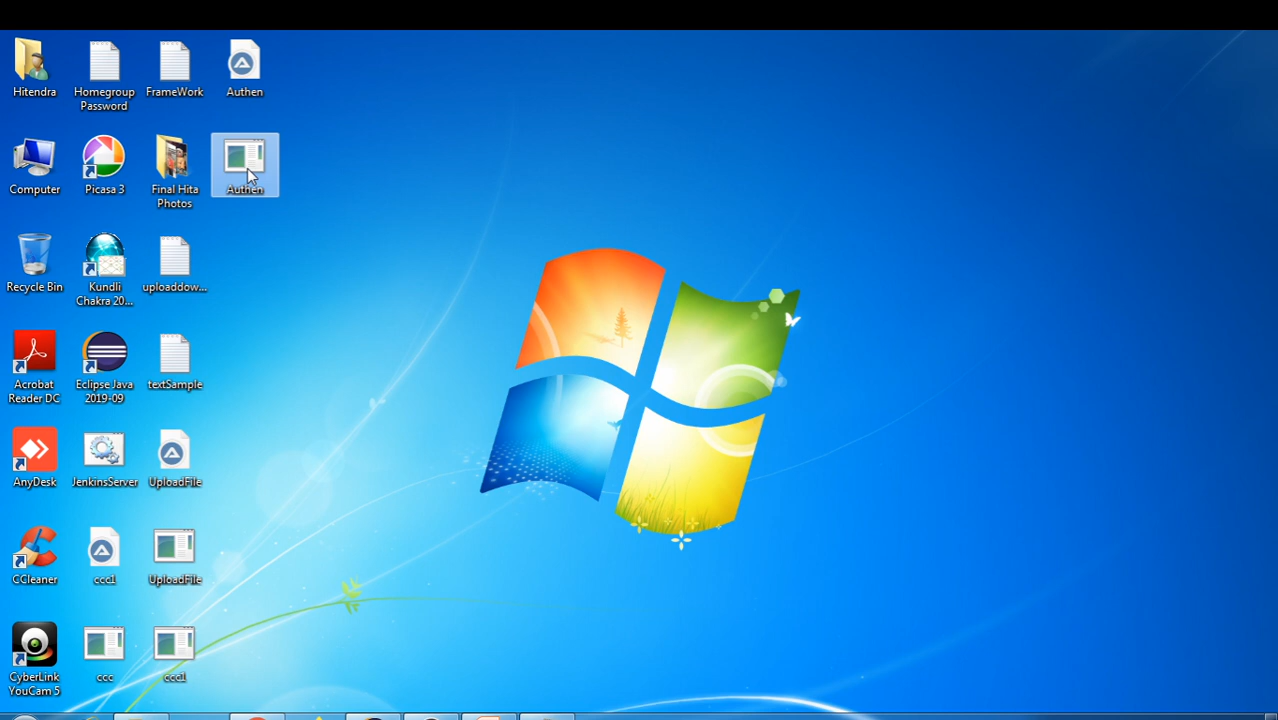 Hitendra
Homegroup
Password
FrameWork
Authen
Computer
Picasa 3
Final Hita
Photos
Authen
Recycle Bin
Kundli
Chakra 20...
uploaddow...
Acrobat
Reader DC
Eclipse Java
2019-09
textSample
AnyDesk
JenkinsServer
UploadFile
CCleaner
ccc1
UploadFile
CyberLink
YouCam 5
ccc
ccc1